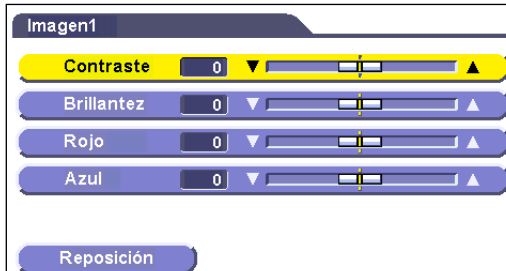 Imagen1
Contraste 0
Brillantez 0
Rojo 0
Azul 0
Reposición